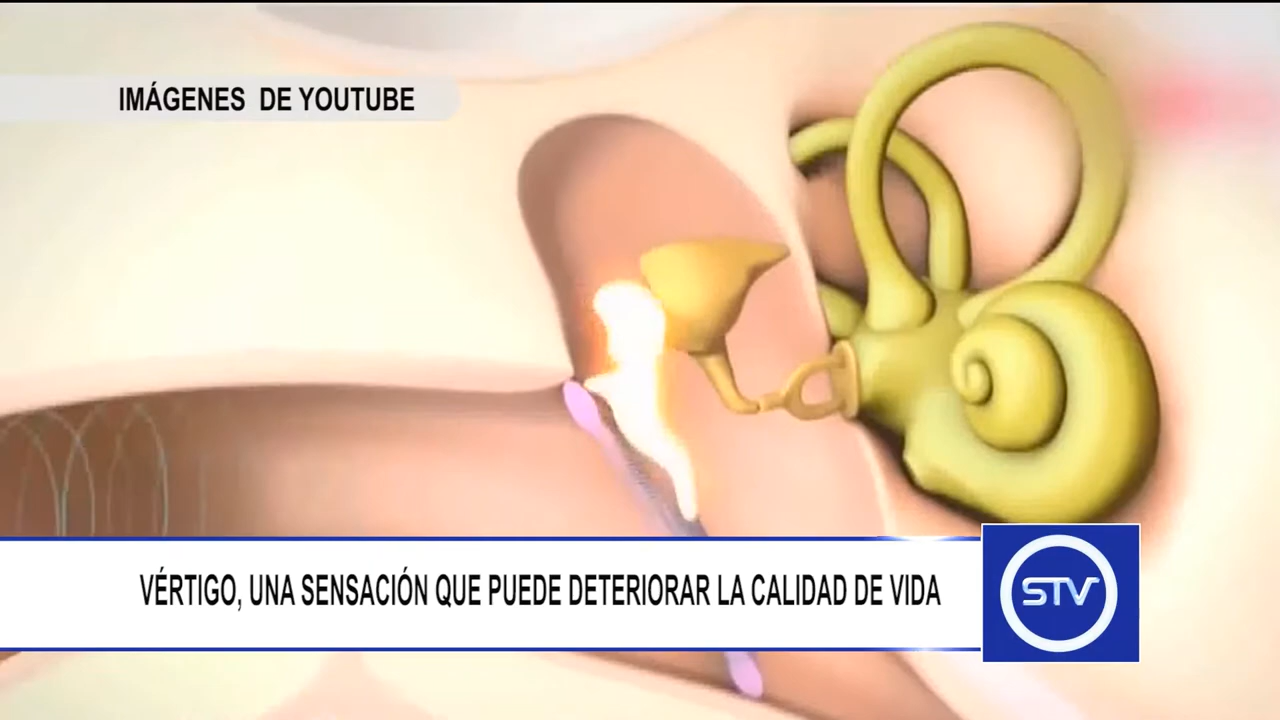 IMÁGENES DE YOUTUBE
VÉRTIGO, UNA SENSACIÓN QUE PUEDE DETERIORAR LA CALIDAD DE VIDA
STV